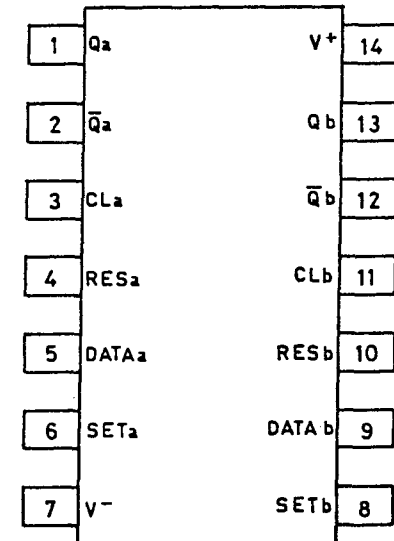 1 Qa V+ 14
2 Q̅a Qb 13
3 CLa Q̅b 12
4 RESa CLb 11
5 DATAa RESb 10
6 SETa DATAb 9
7 V- SETb 8